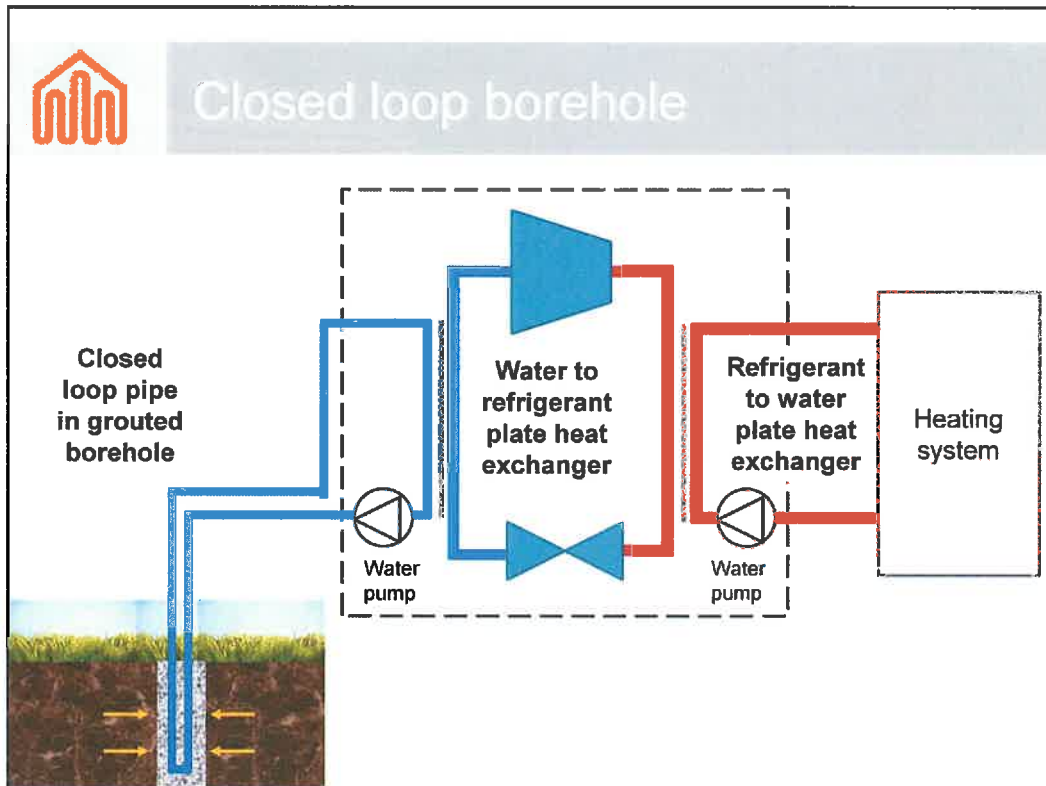 Closed loop borehole
Closed
loop pipe
in grouted
borehole
Water to
refrigerant
plate heat
exchanger
Refrigerant
to water
plate heat
exchanger
Heating
system
Water
pump
Water
pump